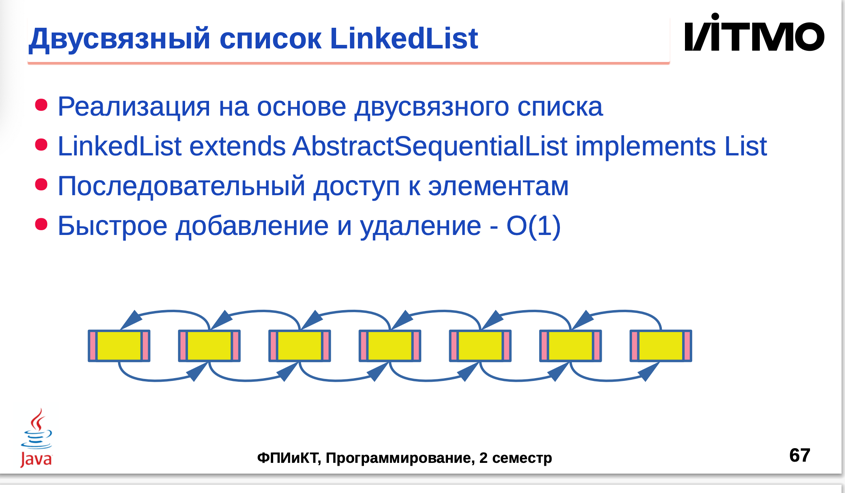 Двусвязный список LinkedList
ITMO
Реализация на основе двусвязного списка
LinkedList extends AbstractSequentialList implements List
Последовательный доступ к элементам
Быстрое добавление и удаление - O(1)
Java
ФПИиКТ, Программирование, 2 семестр
67